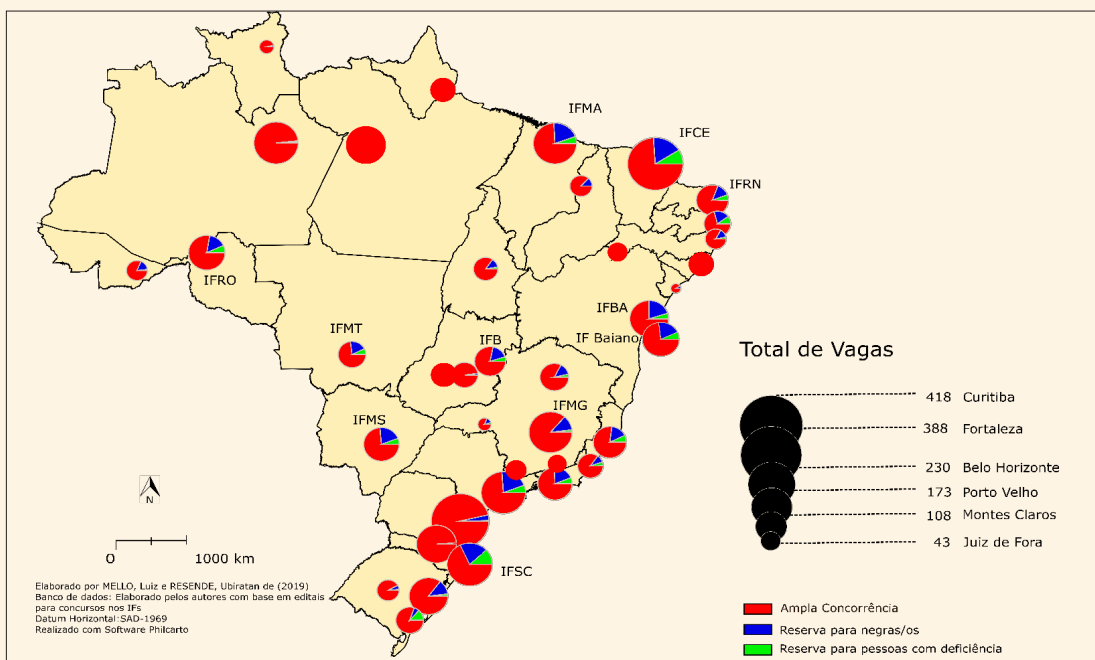 IFMA
IFCE
IFRN
IFRO
IFBA
IF Baiano
IFMT
IFB
IFMS
IFMG
IFSC
N
0 1000 km
Elaborado por MELLO, Luiz e RESENDE, Ubiratan de (2019)
Banco de dados: Elaborado pelos autores com base em editais
para concursos nos IFs
Datum Horizontal:SAD-1969
Realizado com Software Philcarto
Total de Vagas
418 Curitiba
388 Fortaleza
230 Belo Horizonte
173 Porto Velho
108 Montes Claros
43 Juiz de Fora
Ampla Concorrência
Reserva para negras/os
Reserva para pessoas com deficiência